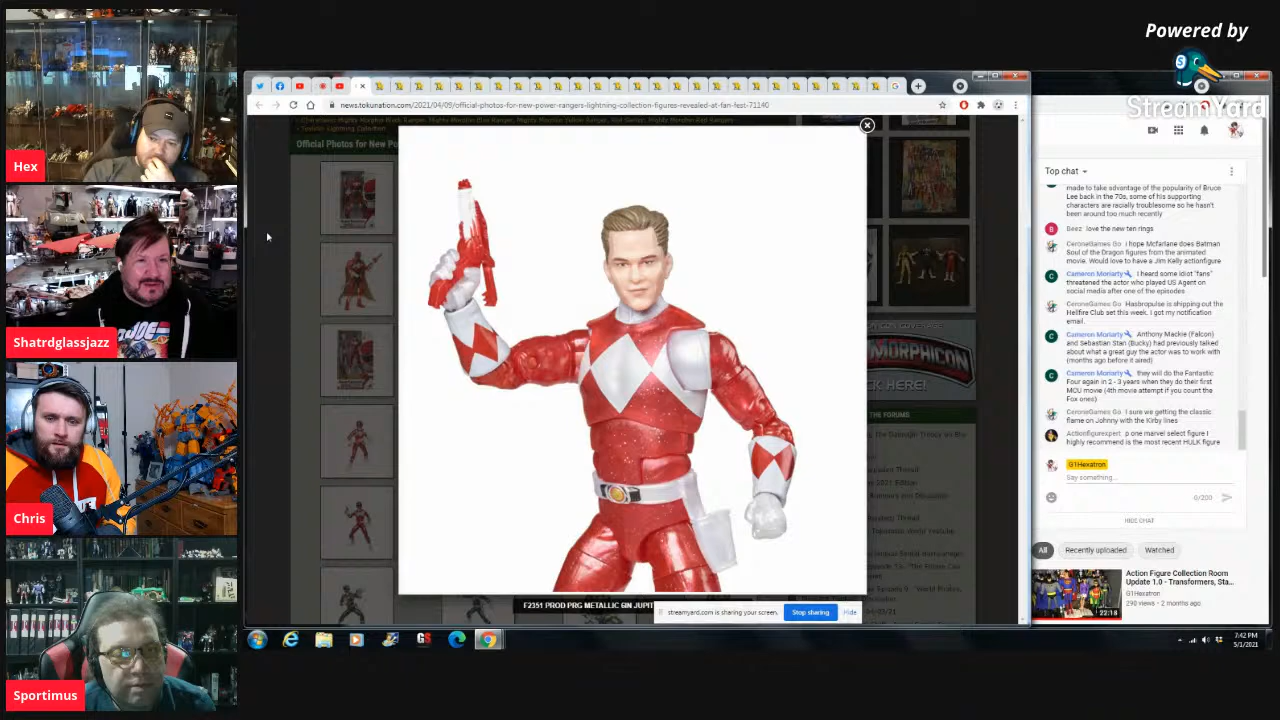 Powered by
StreamYard
Hex
Shatrdglassjazz
Chris
Sportimus
news.tokunation.com/2021/04/09/official-photos-for-new-power-rangers-lightning-collection-figures-revealed-at-fan-fest-71140
Official Photos for New Po
MORPHICON
CK HERE!
THE FORUMS
F2351 PROD PRG METALLIC GN JUPIT
streamyard.com is sharing your screen.
Stop sharing
Hide
Top chat
made to take advantage of the popularity of Bruce
Lee back in the 70s, some of his supporting
characters are racially troublesome so he hasn't
been around too much recently
Beez love the new ten rings
CeroneGames Go I hope Mcfarlane does Batman
Soul of the Dragon figures from the animated
movie. Would love to have a Jim Kelly actionfigure
Cameron Moriarty I heard some idiot "fans"
threatened the actor who played US Agent on
social media after one of the episodes
CeroneGames Go Hasbropulse is shipping out the
Hellfire Club set this week. I got my notification
email.
Cameron Moriarty Anthony Mackie (Falcon)
and Sebastian Stan (Bucky) had previously talked
about what a great guy the actor was to work with
(months before it aired)
Cameron Moriarty they will do the Fantastic
Four again in 2 - 3 years when they do their first
MCU movie (4th movie attempt if you count the
Fox ones)
CeroneGames Go I sure we getting the classic
flame on Johnny with the Kirby lines
Actionfigurexpert p one marvel select figure I
highly recommend is the most recent HULK figure
G1Hexatron
Say something...
0/200
HIDE CHAT
All
Recently uploaded
Watched
Action Figure Collection Room
Update 1.0 - Transformers, Sta...
G1Hexatron
290 views • 2 months ago
22:18
7:42 PM
5/1/2021